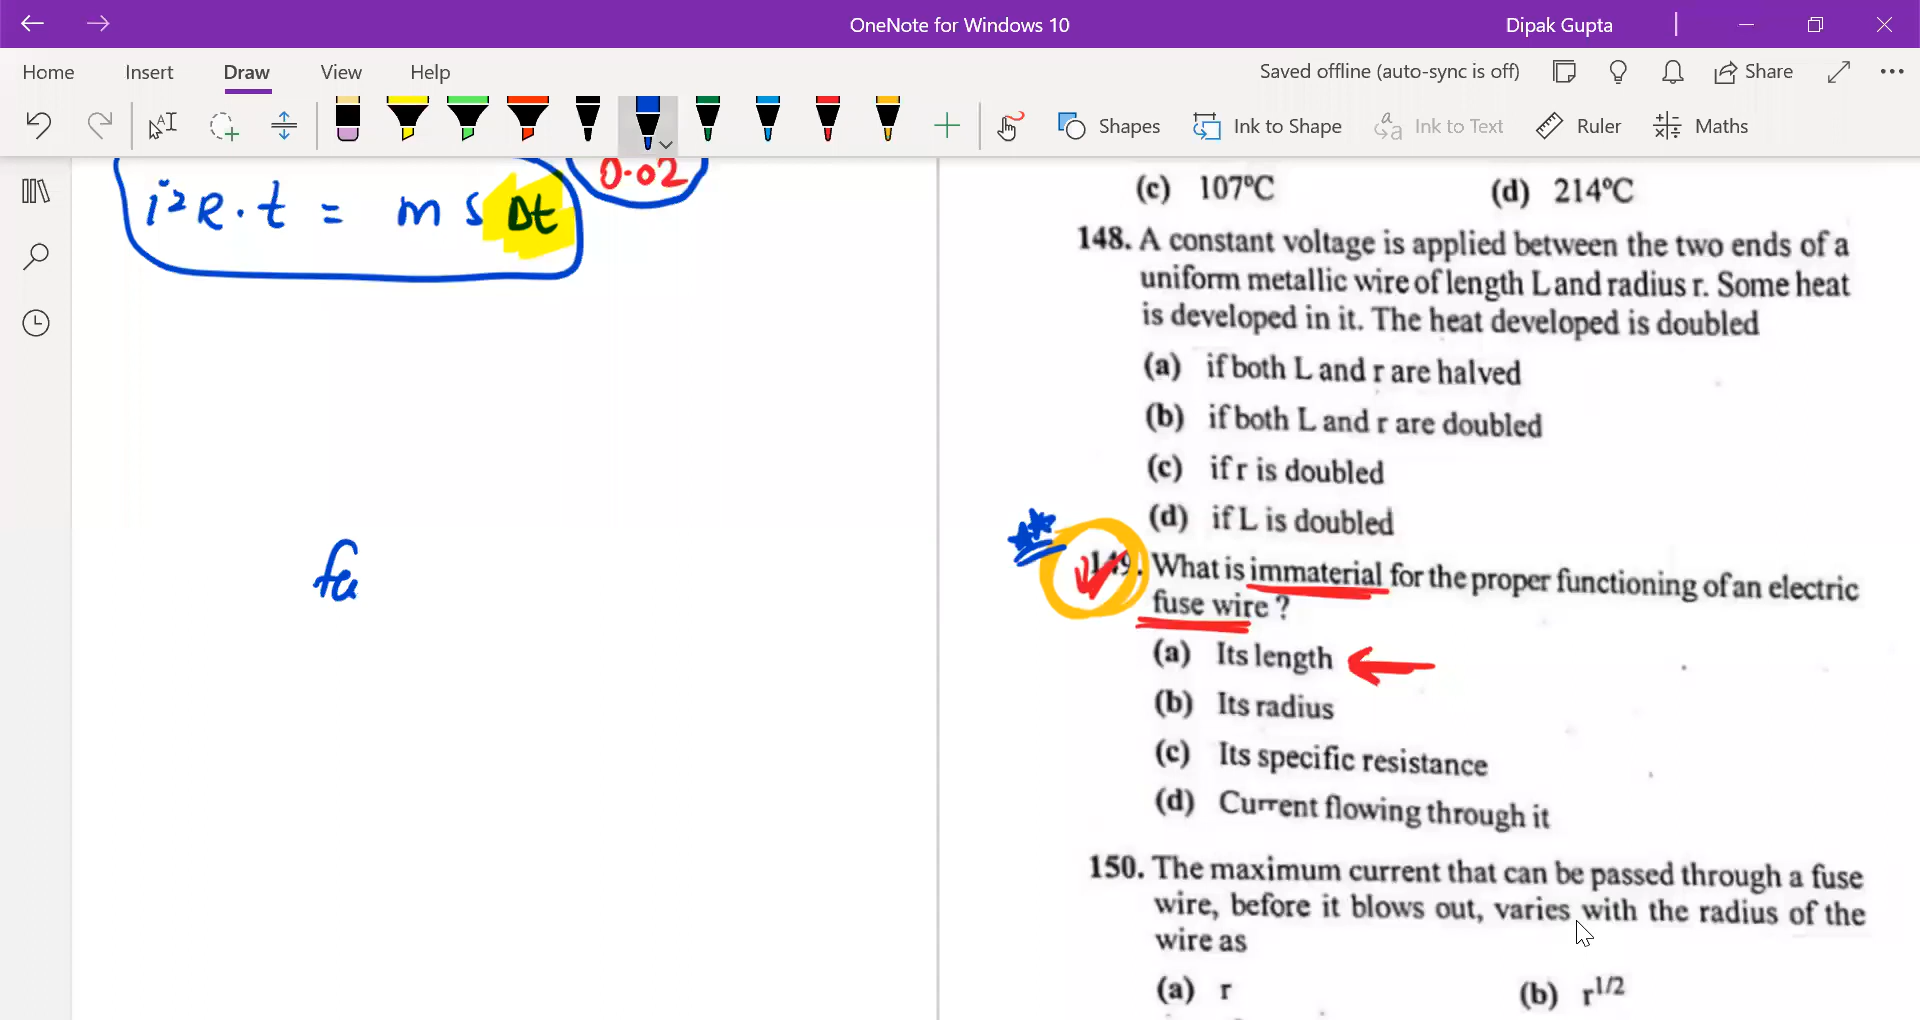 OneNote for Windows 10
Dipak Gupta
Home Insert Draw View Help
Saved offline (auto-sync is off)
Share
Shapes
Ink to Shape
Ink to Text
Ruler
Maths
0.02
i²R.t = m s Δt
fu
(c) 107ºC (d) 214ºC
148. A constant voltage is applied between the two ends of a
uniform metallic wire of length L and radius r. Some heat
is developed in it. The heat developed is doubled
(a) if both L and r are halved
(b) if both L and r are doubled
(c) if r is doubled
(d) if L is doubled
149. What is immaterial for the proper functioning of an electric
fuse wire ?
(a) Its length
(b) Its radius
(c) Its specific resistance
(d) Current flowing through it
150. The maximum current that can be passed through a fuse
wire, before it blows out, varies with the radius of the
wire as
(a) r (b) r^1/2